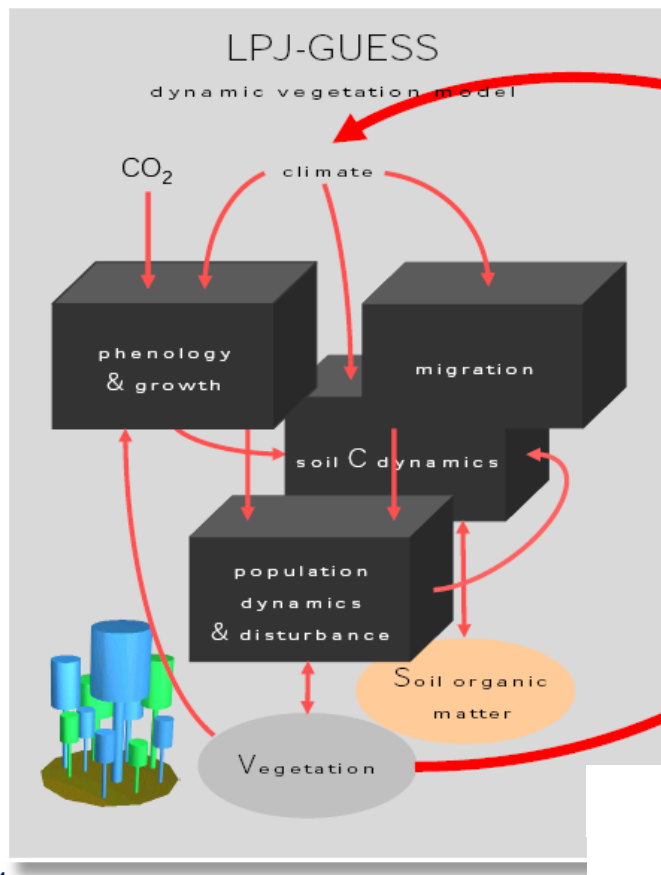 LPJ-GUESS
dynamic vegetation model
CO₂
climate
phenology
& growth
migration
soil C dynamics
population
dynamics
& disturbance
Soil organic
matter
Vegetation